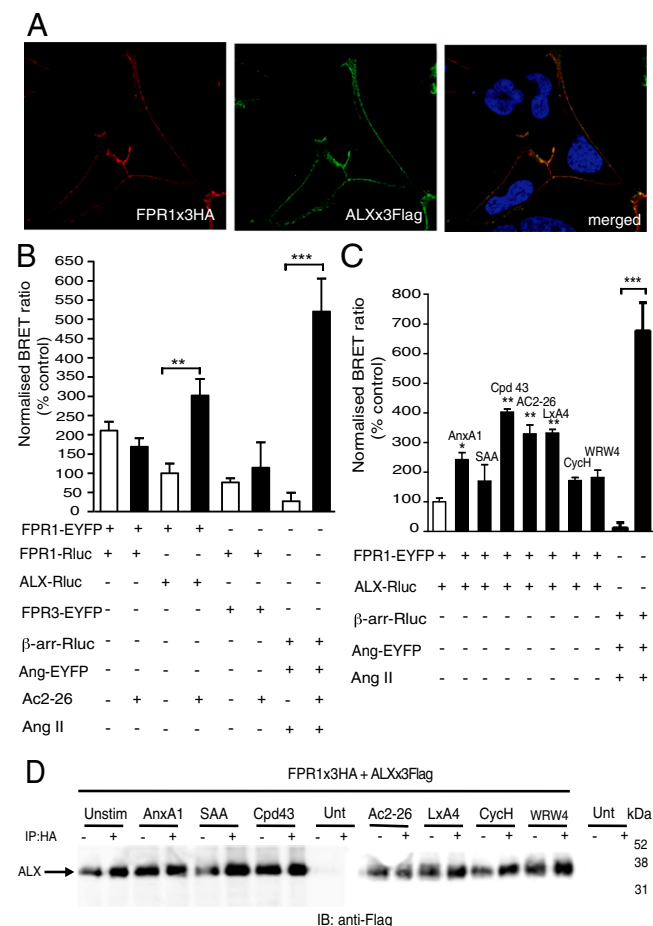 A
FPR1x3HA
ALXx3Flag
merged
B
Normalised BRET ratio
(% control)
650
600
550
500
450
400
350
300
250
200
150
100
50
0
**
***
FPR1-EYFP + + + + - - - -
FPR1-Rluc + + - - + + - -
ALX-Rluc - - + + - - - -
FPR3-EYFP - - - - + + - -
β-arr-Rluc - - - - - - + +
Ang-EYFP - - - - - - + +
Ac2-26 - + - + - + - +
Ang II - - - - - - + +
C
Normalised BRET ratio
(% control)
800
700
600
500
400
300
200
100
0
AnxA1
*
SAA
Cpd 43
**
AC2-26
**
LxA4
**
CycH
WRW4
***
FPR1-EYFP + + + + + + + + - -
ALX-Rluc + + + + + + + + - -
β-arr-Rluc - - - - - - - - + +
Ang-EYFP - - - - - - - - + +
Ang II - - - - - - - - + +
D
FPR1x3HA + ALXx3Flag
Unstim AnxA1 SAA Cpd43 Unt Ac2-26 LxA4 CycH WRW4 Unt kDa
IP:HA - + - + - + - + - + - + - + - + - + - +
52
ALX
38
31
IB: anti-Flag